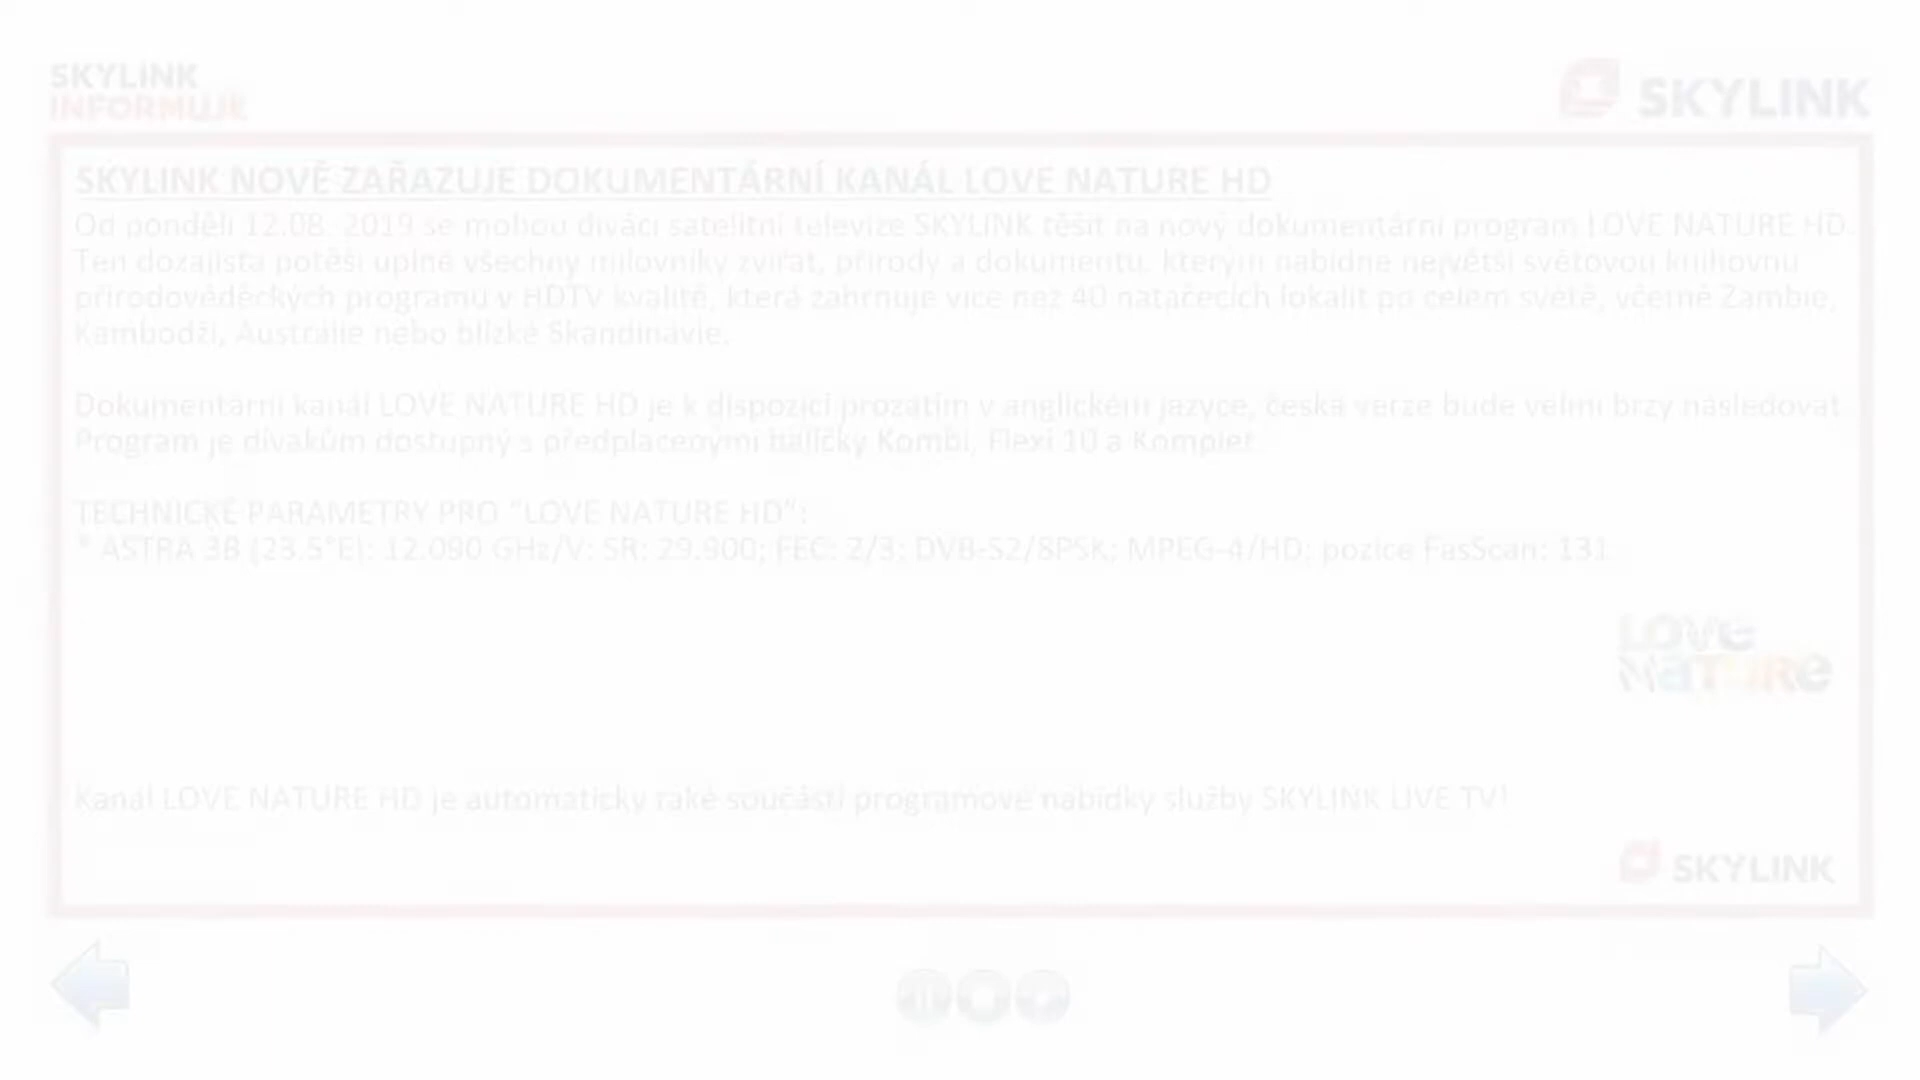 SKYLINK
INFORMUJE
SKYLINK
SKYLINK NOVĚ ZAŘAZUJE DOKUMENTÁRNÍ KANÁL LOVE NATURE HD
Od pondělí 12.08. 2019 se mohou diváci satelitní televize SKYLINK těšit na nový dokumentární program LOVE NATURE HD.
Ten dozajista potěší úplně všechny milovníky zvířat, přírody a dokumentů, kterým nabídne největší světovou knihovnu
přírodovědeckých programů v HDTV kvalitě, která zahrnuje více než 40 natáčecích lokalit po celém světě, včetně Zambie,
Kambodži, Austrálie nebo blízké Skandinávie.
Dokumentární kanál LOVE NATURE HD je k dispozici prozatím v anglickém jazyce, česká verze bude velmi brzy následovat.
Program je divákům dostupný s předplacenými balíčky Kombi, Flexi 10 a Komplet.
TECHNICKÉ PARAMETRY PRO "LOVE NATURE HD":
* ASTRA 3B (23.5°E): 12.090 GHz/V; SR: 29.900; FEC: 2/3; DVB-S2/8PSK; MPEG-4/HD; pozice FasScan: 131
LOVe
NaTURe
Kanál LOVE NATURE HD je automaticky také součástí programové nabídky služby SKYLINK LIVE TV!
SKYLINK